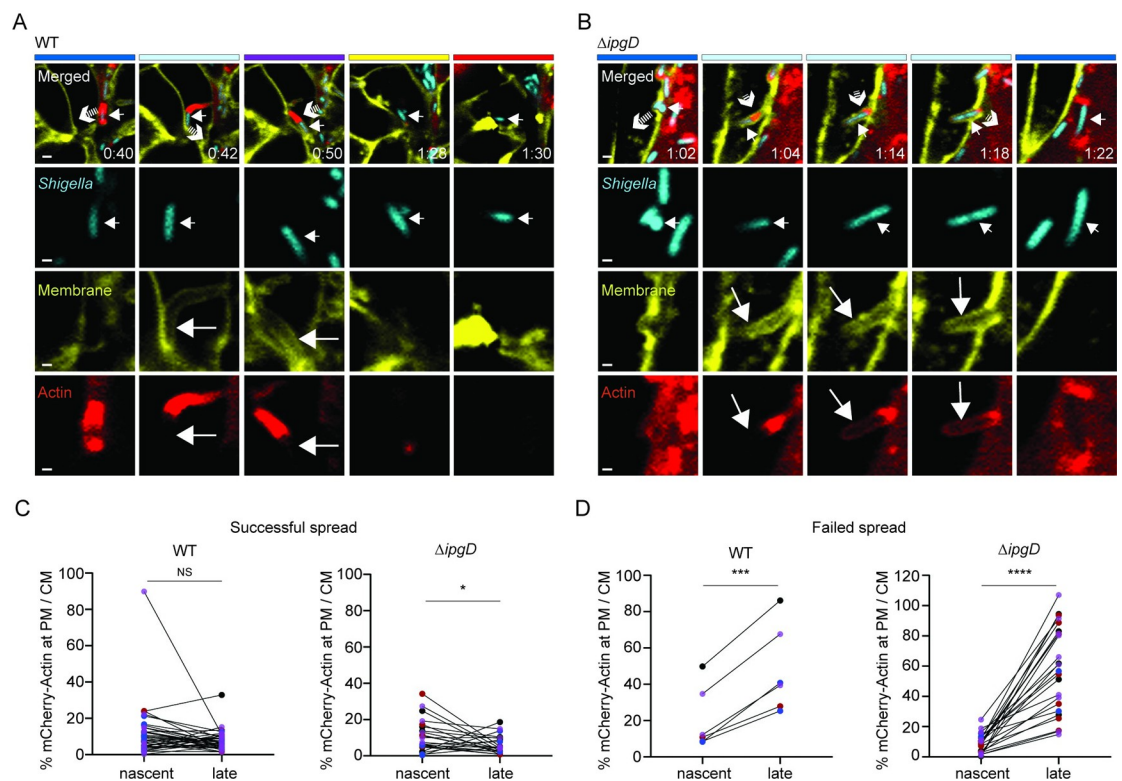 A
WT
Merged
0:40
0:42
0:50
1:28
1:30
Shigella
Membrane
Actin
B
ΔipgD
Merged
1:02
1:04
1:14
1:18
1:22
Shigella
Membrane
Actin
C
Successful spread
WT
NS
% mCherry-Actin at PM / CM
100
80
60
40
20
0
nascent late
ΔipgD
*
% mCherry-Actin at PM / CM
100
80
60
40
20
0
nascent late
D
Failed spread
WT
***
% mCherry-Actin at PM / CM
100
80
60
40
20
0
nascent late
ΔipgD
****
% mCherry-Actin at PM / CM
120
100
80
60
40
20
0
nascent late